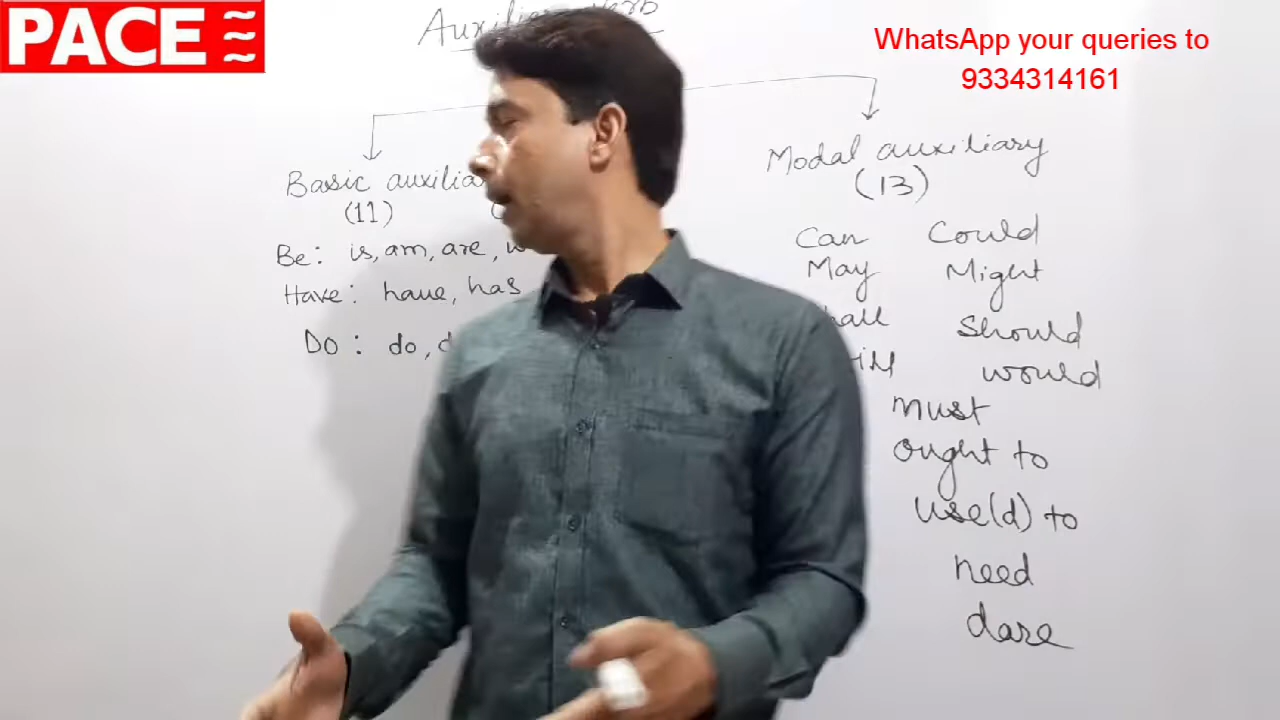 PACE
WhatsApp your queries to
9334314161
verb
Basic
Modal auxiliary
(11)
(13)
Be: is, am, are,
Can Could
Have: have, has
May Might
Should
Do : do,
would
must
ought to
use(d) to
need
dare